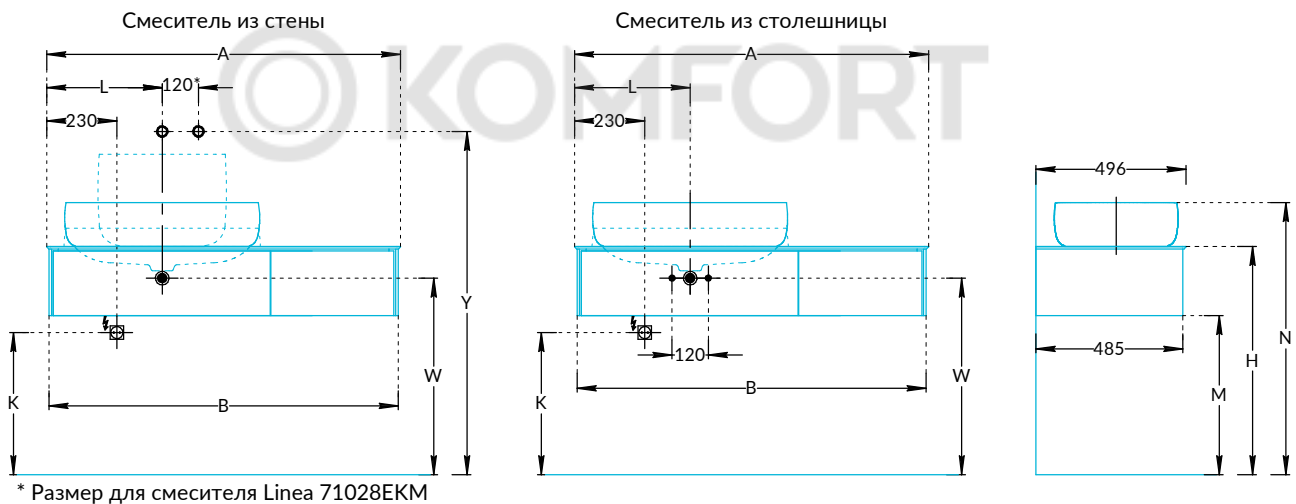 Смеситель из стены
Смеситель из столешницы
KOMFORT
A
L
120*
230
Y
W
K
B
A
L
230
120
W
K
B
496
485
N
H
M
* Размер для смесителя Linea 71028EKM